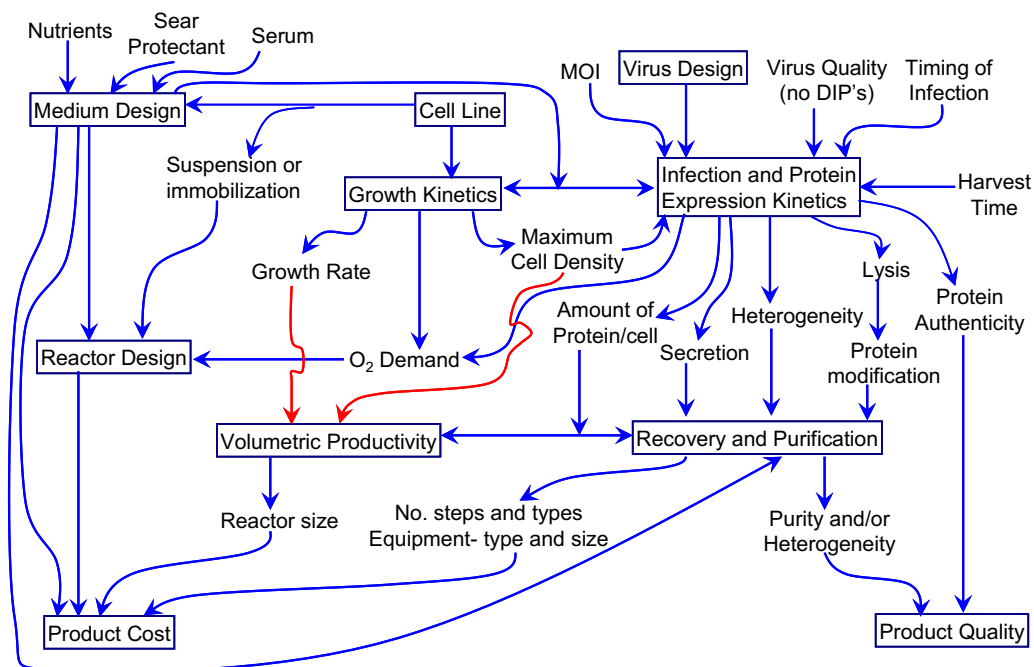 Nutrients
Sear
Protectant
Serum
MOI
Virus Design
Virus Quality
(no DIP's)
Timing of
Infection
Medium Design
Cell Line
Suspension or
immobilization
Growth Kinetics
Infection and Protein
Expression Kinetics
Harvest
Time
Growth Rate
Maximum
Cell Density
Lysis
Amount of
Protein/cell
Heterogeneity
Protein
Authenticity
Reactor Design
O₂ Demand
Secretion
Protein
modification
Volumetric Productivity
Recovery and Purification
Reactor size
No. steps and types
Equipment- type and size
Purity and/or
Heterogeneity
Product Cost
Product Quality